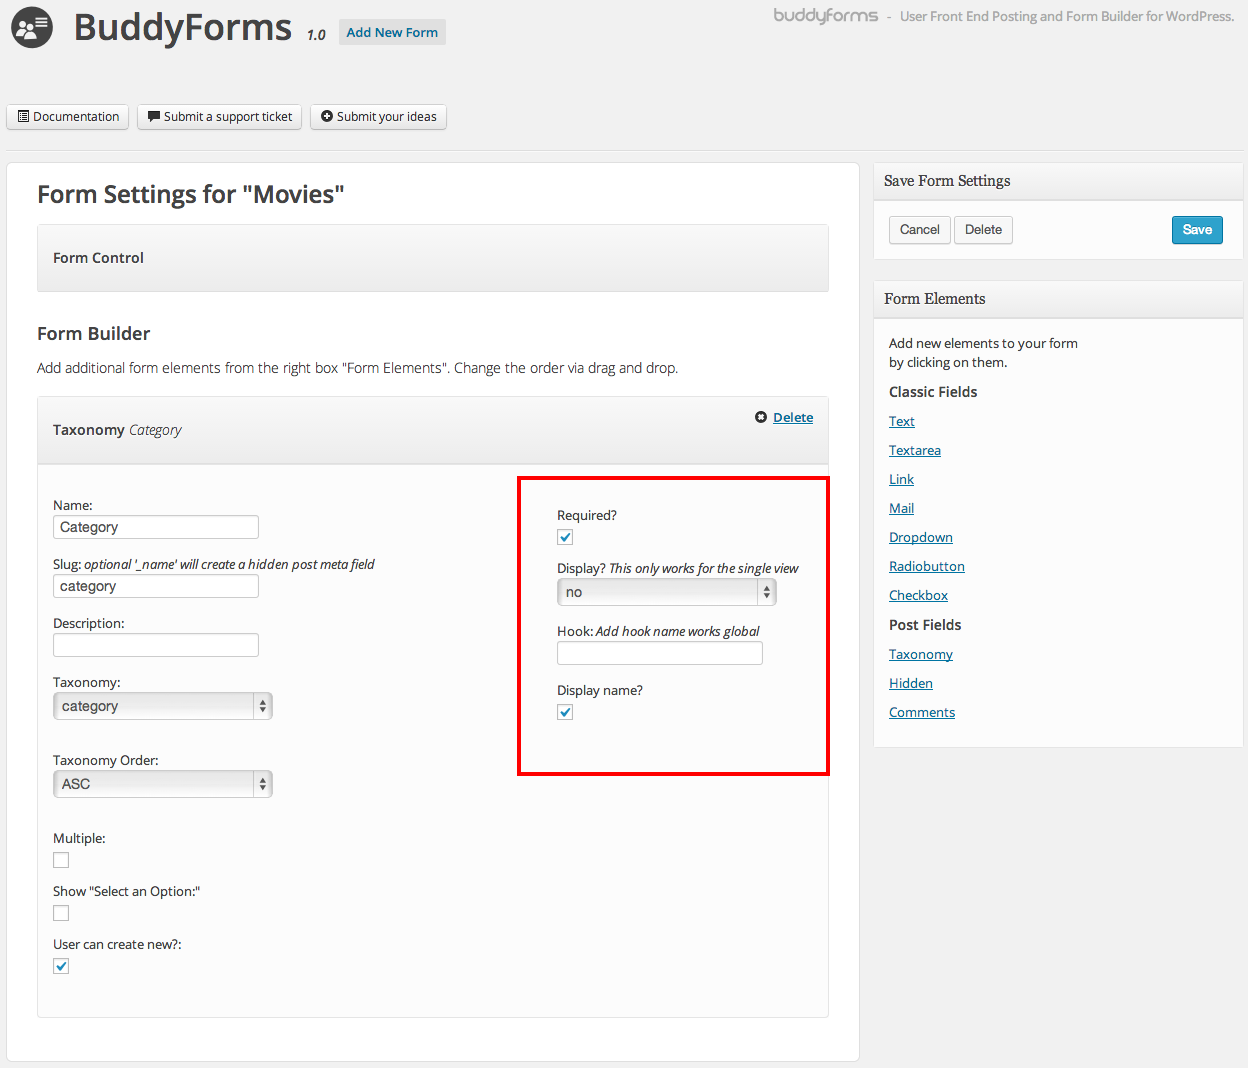 BuddyForms 1.0 Add New Form
buddyforms - User Front End Posting and Form Builder for WordPress.
Documentation
Submit a support ticket
Submit your ideas
Form Settings for "Movies"
Form Control
Form Builder
Add additional form elements from the right box "Form Elements". Change the order via drag and drop.
Taxonomy Category
Delete
Name:
Category
Slug: optional '_name' will create a hidden post meta field
category
Description:
Taxonomy:
category
Taxonomy Order:
ASC
Multiple:
Show "Select an Option:"
User can create new?:
Required?
Display? This only works for the single view
no
Hook: Add hook name works global
Display name?
Save Form Settings
Cancel
Delete
Save
Form Elements
Add new elements to your form
by clicking on them.
Classic Fields
Text
Textarea
Link
Mail
Dropdown
Radiobutton
Checkbox
Post Fields
Taxonomy
Hidden
Comments